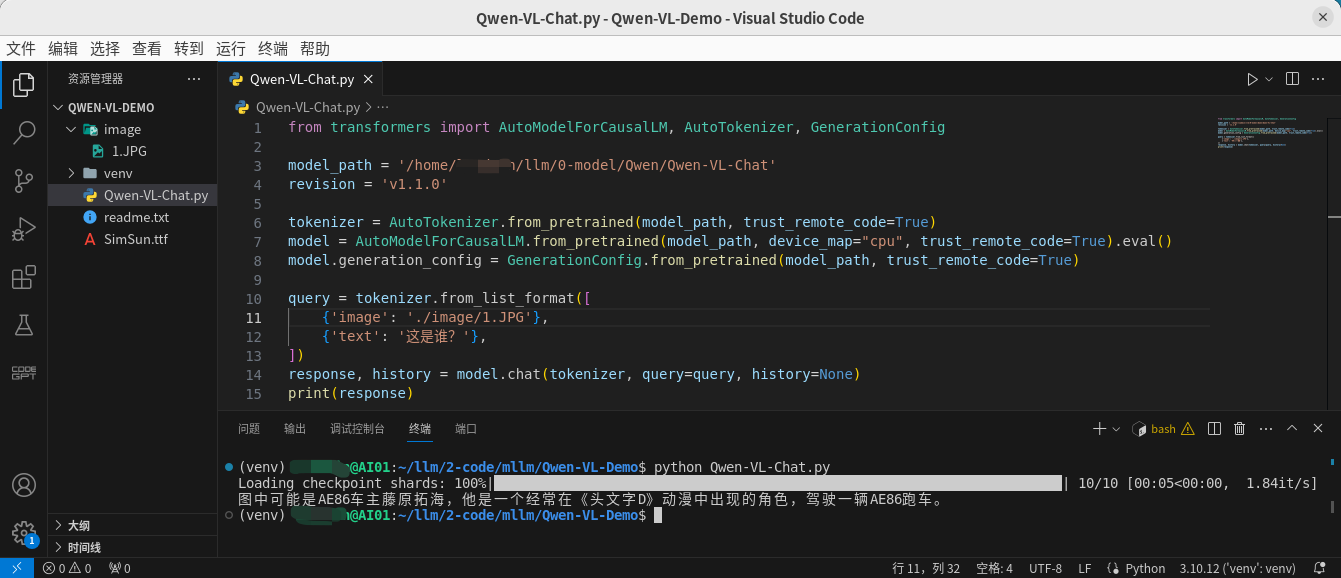 Qwen-VL-Chat.py - Qwen-VL-Demo - Visual Studio Code
文件 编辑 选择 查看 转到 运行 终端 帮助
资源管理器
QWEN-VL-DEMO
image
1.JPG
venv
Qwen-VL-Chat.py
readme.txt
SimSun.ttf
大纲
时间线
CODE
GPT
1
Qwen-VL-Chat.py
Qwen-VL-Chat.py > ...
1 from transformers import AutoModelForCausalLM, AutoTokenizer, GenerationConfig
2
3 model_path = '/home/ /llm/0-model/Qwen/Qwen-VL-Chat'
4 revision = 'v1.1.0'
5
6 tokenizer = AutoTokenizer.from_pretrained(model_path, trust_remote_code=True)
7 model = AutoModelForCausalLM.from_pretrained(model_path, device_map="cpu", trust_remote_code=True).eval()
8 model.generation_config = GenerationConfig.from_pretrained(model_path, trust_remote_code=True)
9
10 query = tokenizer.from_list_format([
11     {'image': './image/1.JPG'},
12     {'text': '这是谁？'},
13 ])
14 response, history = model.chat(tokenizer, query=query, history=None)
15 print(response)
问题 输出 调试控制台 终端 端口
bash
(venv) @AI01:~/llm/2-code/mllm/Qwen-VL-Demo$ python Qwen-VL-Chat.py
Loading checkpoint shards: 100%| | 10/10 [00:05<00:00, 1.84it/s]
图中可能是AE86车主藤原拓海，他是一个经常在《头文字D》动漫中出现的角色，驾驶一辆AE86跑车。
(venv) @AI01:~/llm/2-code/mllm/Qwen-VL-Demo$
0 0 0 行 11，列 32 空格: 4 UTF-8 LF Python 3.10.12 ('venv': venv)